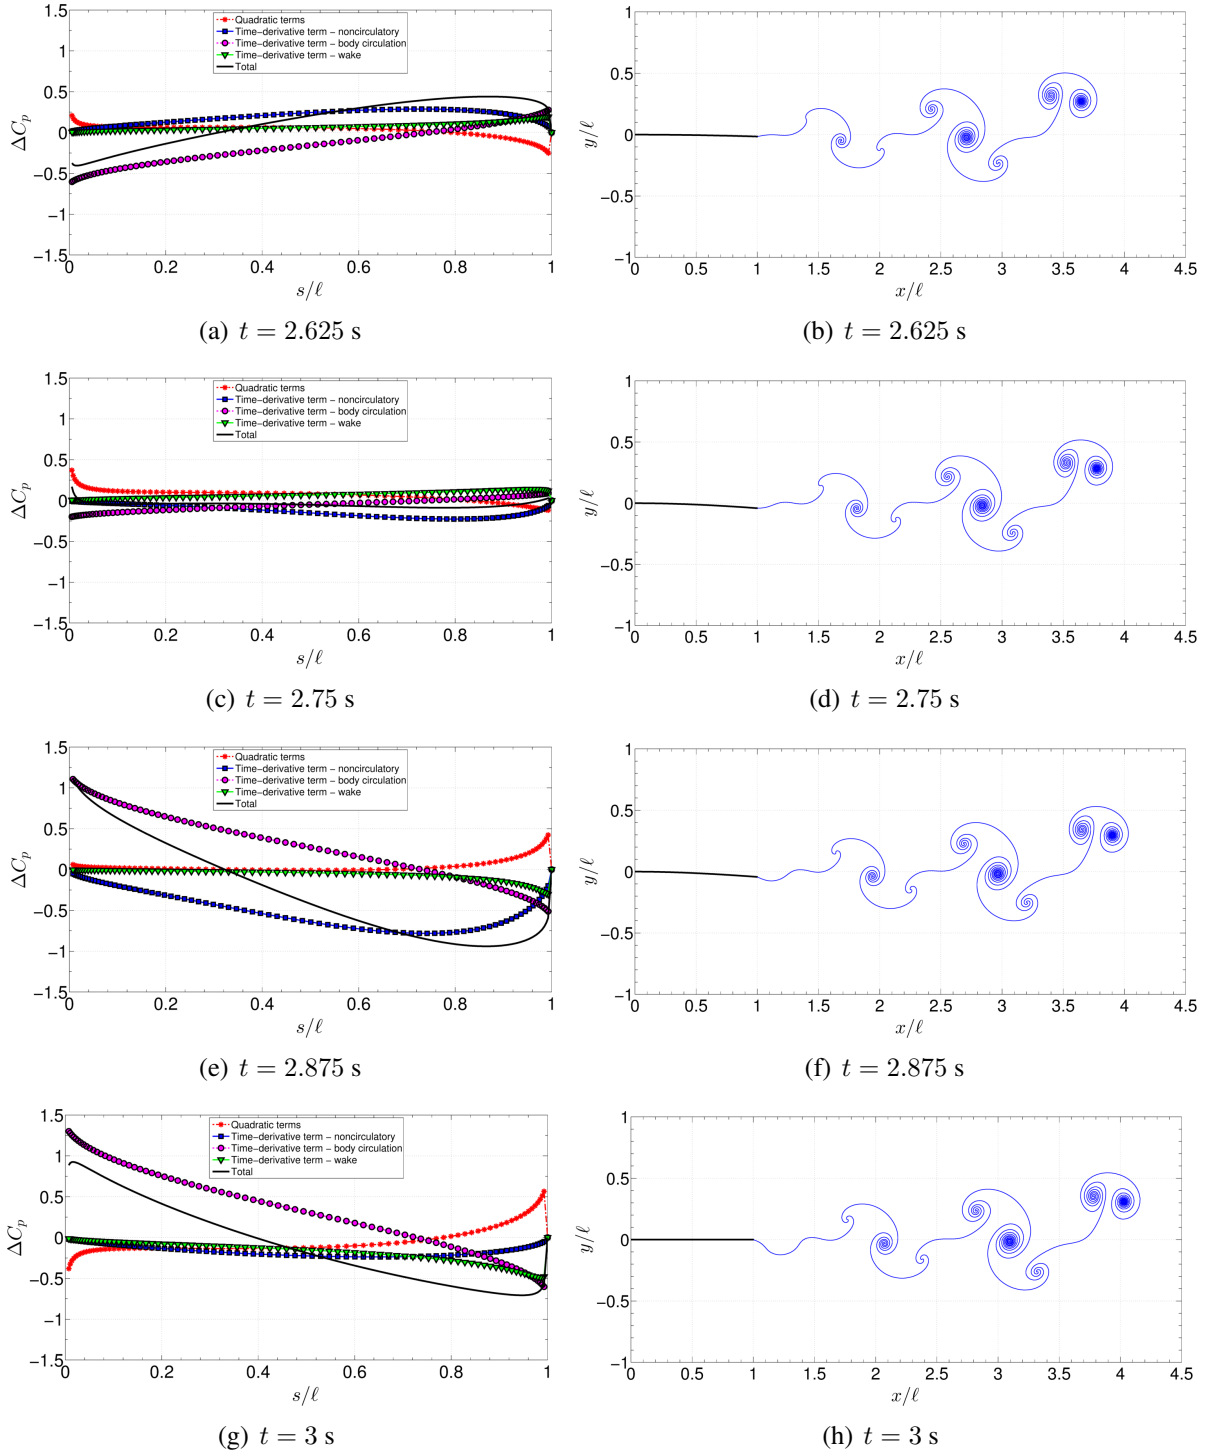 1.5
1
0.5
0
−0.5
−1
−1.5
ΔCp
Quadratic terms
Time−derivative term − noncirculatory
Time−derivative term − body circulation
Time−derivative term − wake
Total
0 0.2 0.4 0.6 0.8 1
s/ℓ
(a) t = 2.625 s
1
0.5
0
−0.5
−1
y/ℓ
0 0.5 1 1.5 2 2.5 3 3.5 4 4.5
x/ℓ
(b) t = 2.625 s
1.5
1
0.5
0
−0.5
−1
−1.5
ΔCp
Quadratic terms
Time−derivative term − noncirculatory
Time−derivative term − body circulation
Time−derivative term − wake
Total
0 0.2 0.4 0.6 0.8 1
s/ℓ
(c) t = 2.75 s
1
0.5
0
−0.5
−1
y/ℓ
0 0.5 1 1.5 2 2.5 3 3.5 4 4.5
x/ℓ
(d) t = 2.75 s
1.5
1
0.5
0
−0.5
−1
−1.5
ΔCp
Quadratic terms
Time−derivative term − noncirculatory
Time−derivative term − body circulation
Time−derivative term − wake
Total
0 0.2 0.4 0.6 0.8 1
s/ℓ
(e) t = 2.875 s
1
0.5
0
−0.5
−1
y/ℓ
0 0.5 1 1.5 2 2.5 3 3.5 4 4.5
x/ℓ
(f) t = 2.875 s
1.5
1
0.5
0
−0.5
−1
−1.5
ΔCp
Quadratic terms
Time−derivative term − noncirculatory
Time−derivative term − body circulation
Time−derivative term − wake
Total
0 0.2 0.4 0.6 0.8 1
s/ℓ
(g) t = 3 s
1
0.5
0
−0.5
−1
y/ℓ
0 0.5 1 1.5 2 2.5 3 3.5 4 4.5
x/ℓ
(h) t = 3 s